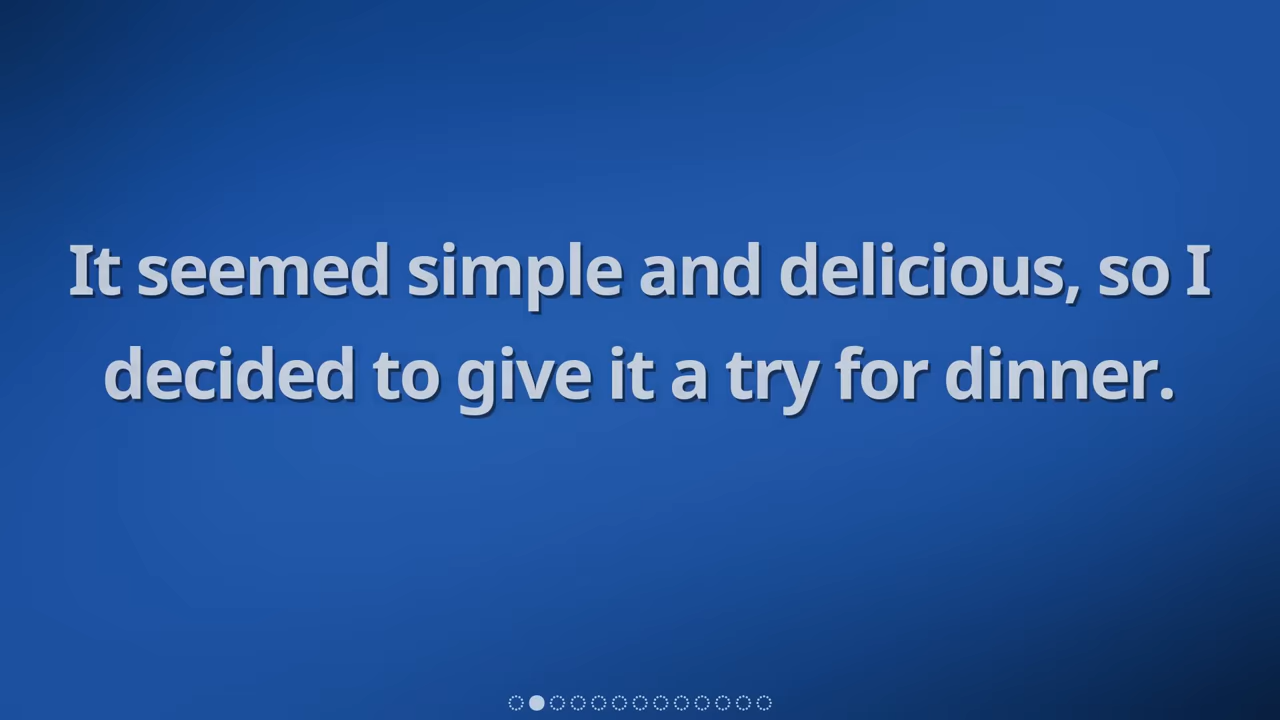 It seemed simple and delicious, so I
decided to give it a try for dinner.